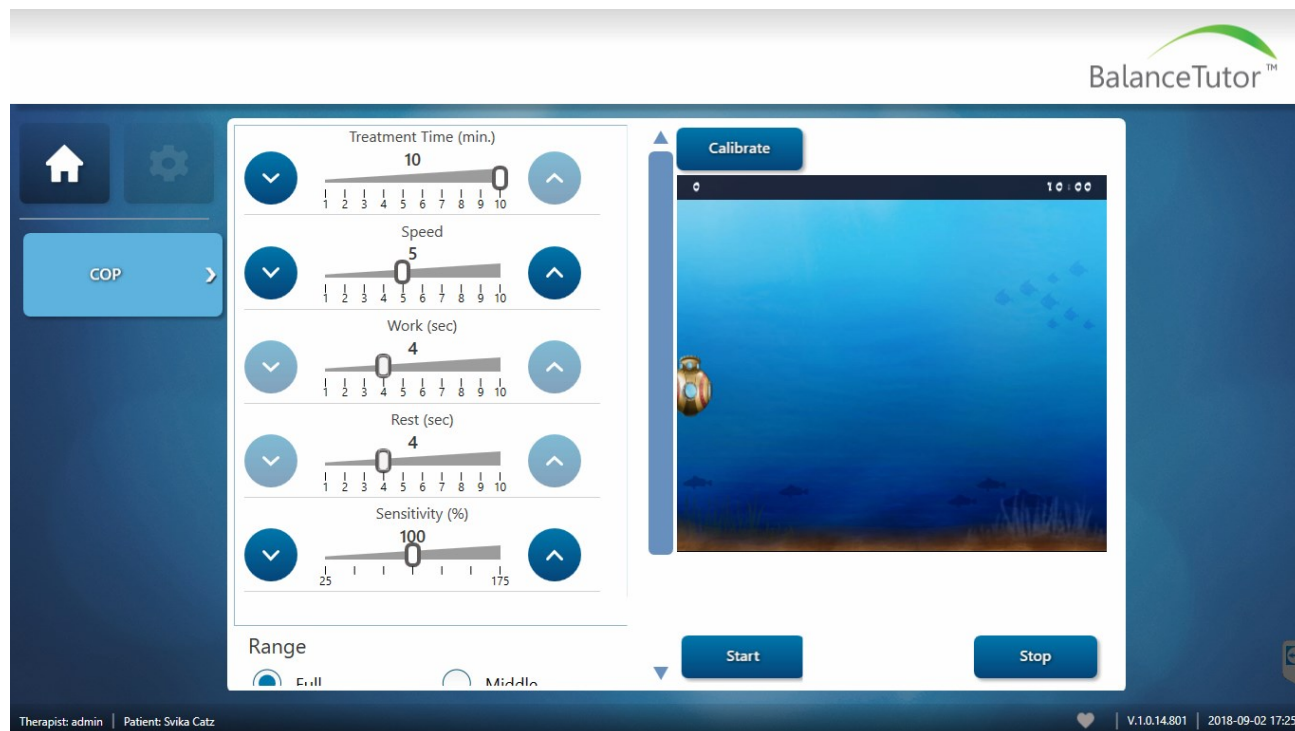 BalanceTutor™
COP
Treatment Time (min.)
10
1 2 3 4 5 6 7 8 9 10
Speed
5
1 2 3 4 5 6 7 8 9 10
Work (sec)
4
1 2 3 4 5 6 7 8 9 10
Rest (sec)
4
1 2 3 4 5 6 7 8 9 10
Sensitivity (%)
100
25 175
Range
Full Middle
Calibrate
0 10:00
Start Stop
Therapist: admin | Patient: Svika Catz
V.1.0.14.801 | 2018-09-02 17:25